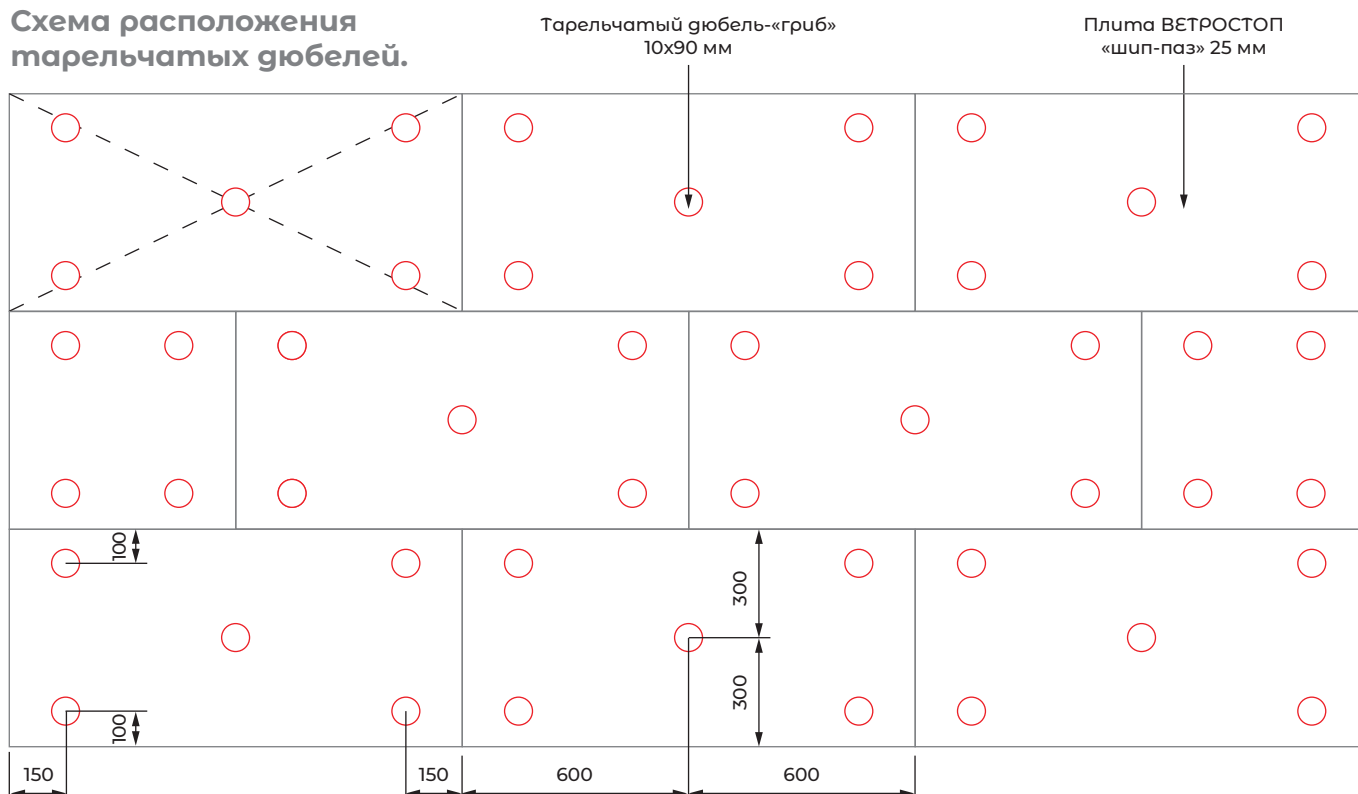 Схема расположения
тарельчатых дюбелей.
Тарельчатый дюбель-«гриб»
10х90 мм
Плита ВЕТРОСТОП
«шип-паз» 25 мм
100
300
300
100
150
150
600
600